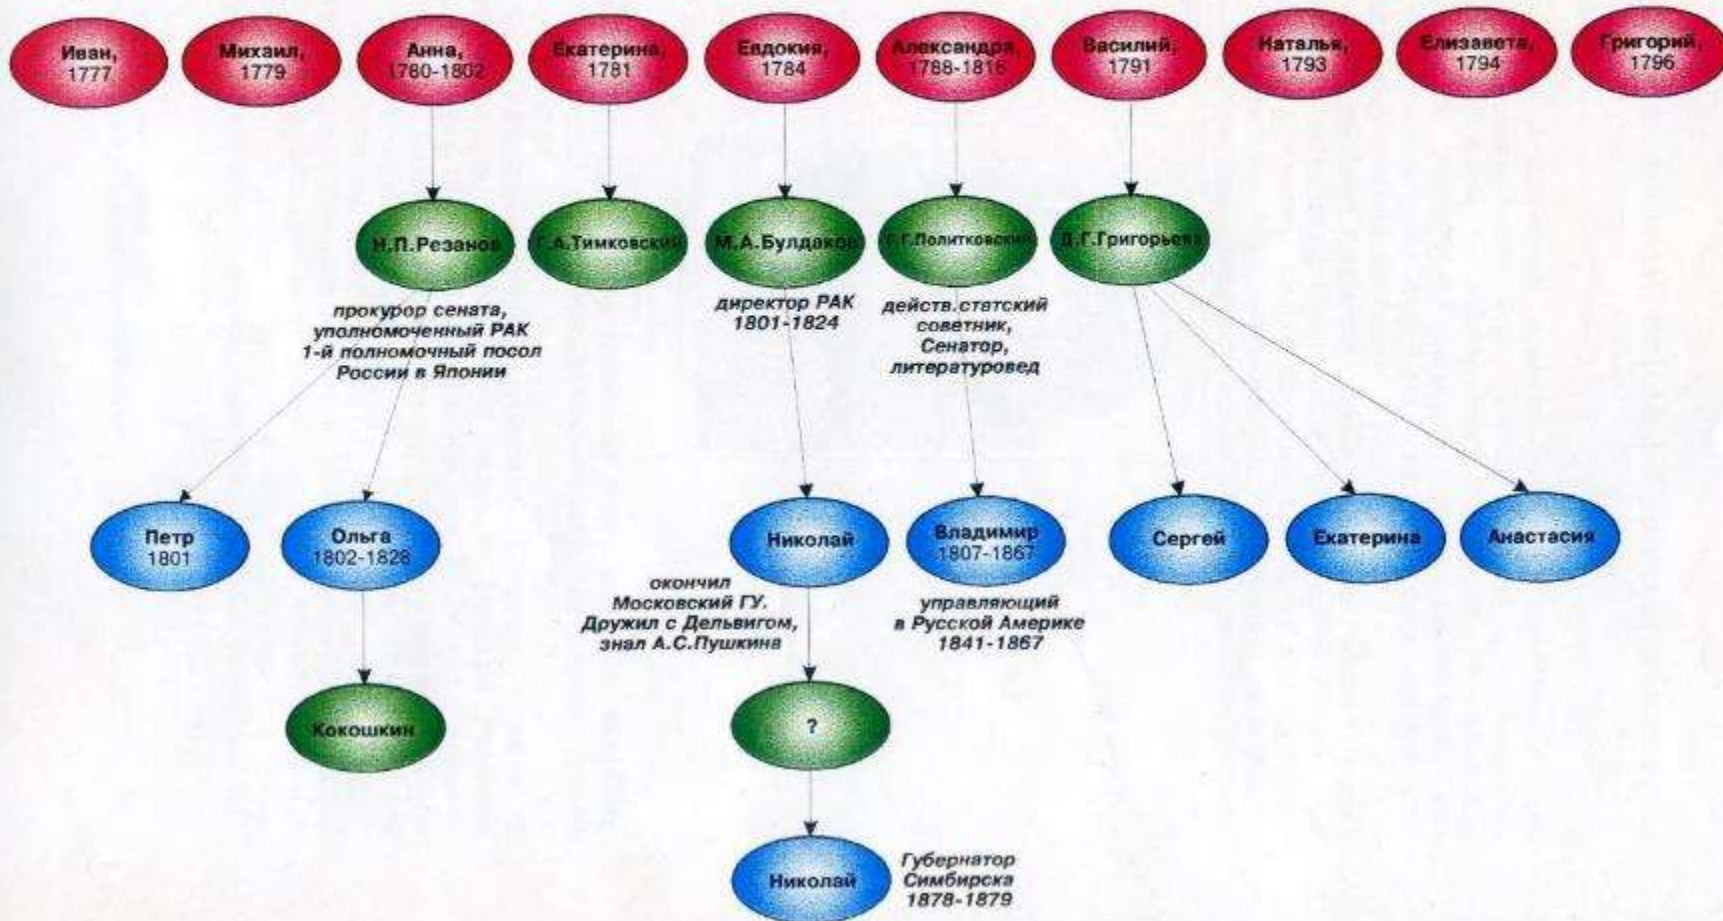 Иван,
1777
Михаил,
1779
Анна,
1780-1802
Екатерина,
1781
Евдокия,
1784
Александра,
1788-1816
Василий,
1791
Наталья,
1793
Елизавета,
1794
Григорий,
1796
Н.П.Резанов
Г.А.Тимковский
М.А.Булдаков
Г.Политковский
Д.Г.Григорьева
прокурор сената,
уполномоченный РАК
1-й полномочный посол
России в Японии
директор РАК
1801-1824
действ.статский
советник,
Сенатор,
литературовед
Петр
1801
Ольга
1802-1828
Николай
Владимир
1807-1867
Сергей
Екатерина
Анастасия
окончил
Московский ГУ.
Дружил с Дельвигом,
знал А.С.Пушкина
управляющий
в Русской Америке
1841-1867
Кокошкин
?
Николай
Губернатор
Симбирска
1878-1879